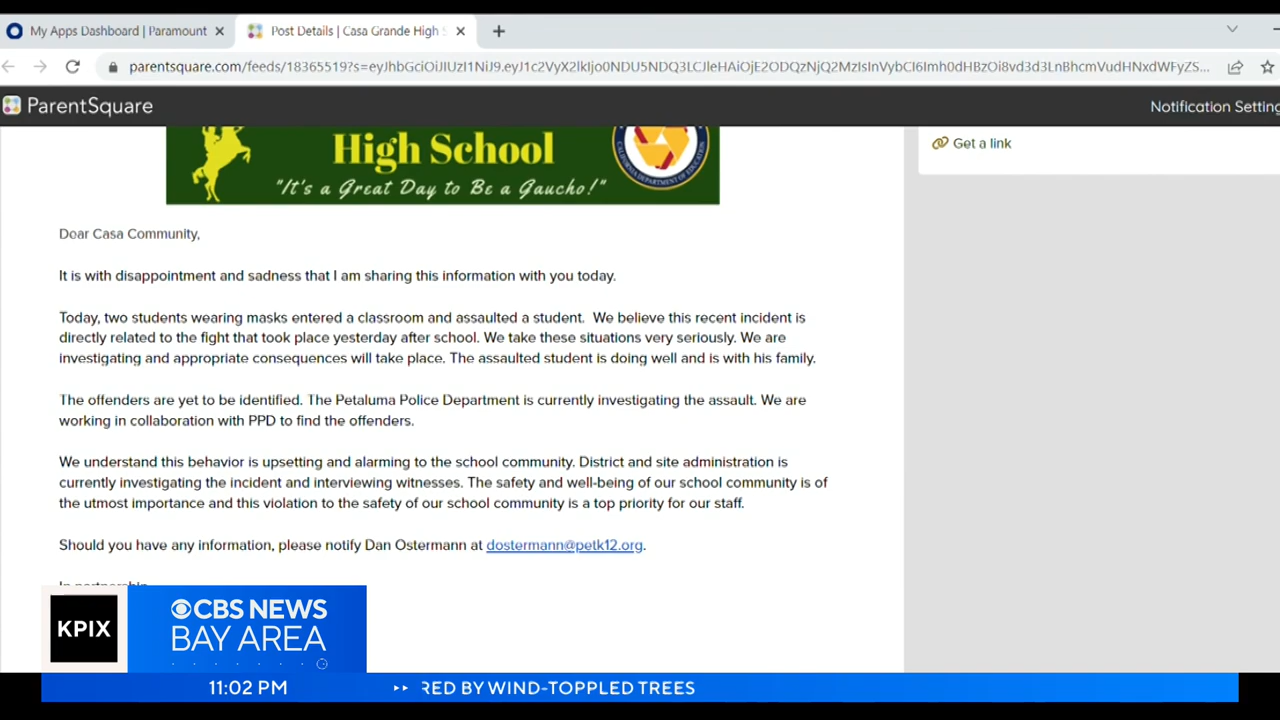 My Apps Dashboard | Paramount
Post Details | Casa Grande High
parentsquare.com/feeds/18365519?s=eyJhbGciOiJIUzI1NiJ9.eyJ1c2VyX2lkIjo0NDU5NDQ3LCJleHAiOjE2ODQzNjQ2MzIsInVybCI6Imh0dHBzOi8vd3d3LnBhcmVudHNxdWFyZS...
ParentSquare
Notification Setting
High School
"It's a Great Day to Be a Gaucho!"
CALIFORNIA DEPARTMENT OF EDUCATION
Get a link
Dear Casa Community,
It is with disappointment and sadness that I am sharing this information with you today.
Today, two students wearing masks entered a classroom and assaulted a student. We believe this recent incident is
directly related to the fight that took place yesterday after school. We take these situations very seriously. We are
investigating and appropriate consequences will take place. The assaulted student is doing well and is with his family.
The offenders are yet to be identified. The Petaluma Police Department is currently investigating the assault. We are
working in collaboration with PPD to find the offenders.
We understand this behavior is upsetting and alarming to the school community. District and site administration is
currently investigating the incident and interviewing witnesses. The safety and well-being of our school community is of
the utmost importance and this violation to the safety of our school community is a top priority for our staff.
Should you have any information, please notify Dan Ostermann at dostermann@petk12.org.
In partnership
KPIX
CBS NEWS
BAY AREA
11:02 PM
RED BY WIND-TOPPLED TREES